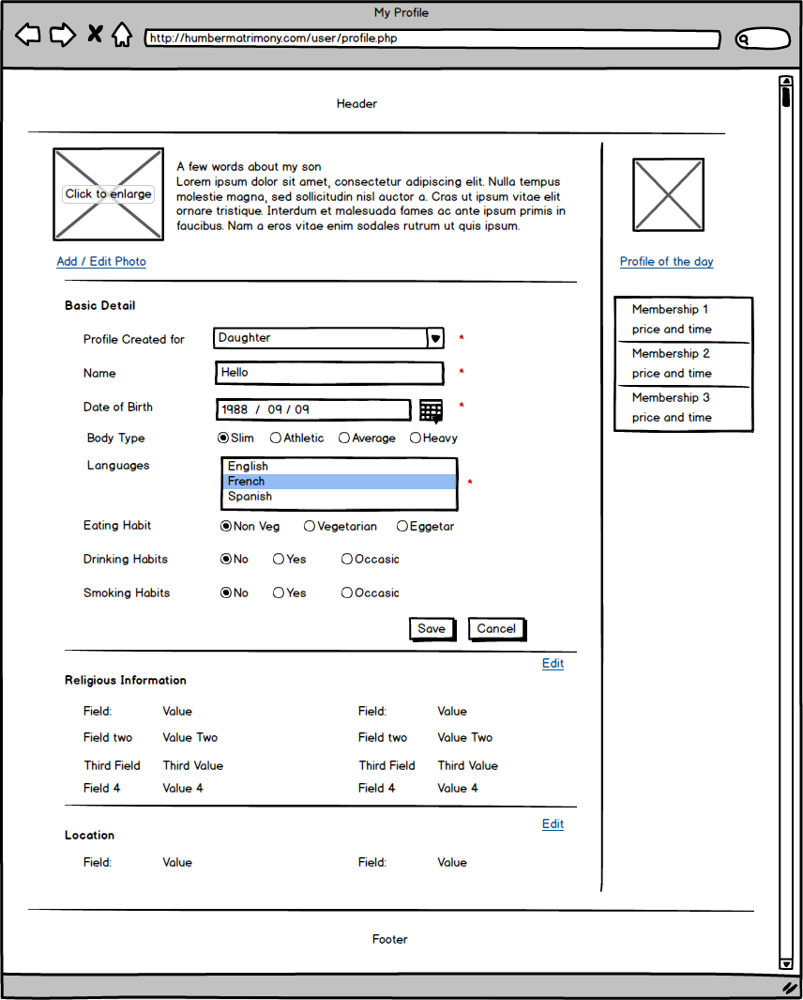 My Profile
http://humbermatrimony.com/user/profile.php
Header
Click to enlarge
A few words about my son
Lorem ipsum dolor sit amet, consectetur adipiscing elit. Nulla tempus
molestie magna, sed sollicitudin nisl auctor a. Cras ut ipsum vitae elit
ornare tristique. Interdum et malesuada fames ac ante ipsum primis in
faucibus. Nam a eros vitae enim sodales rutrum ut quis ipsum.
Add / Edit Photo
Profile of the day
Membership 1
price and time
Membership 2
price and time
Membership 3
price and time
Basic Detail
Profile Created for Daughter *
Name Hello *
Date of Birth 1988 / 09 / 09 *
Body Type Slim Athletic Average Heavy
Languages English
French *
Spanish
Eating Habit Non Veg Vegetarian Eggetar
Drinking Habits No Yes Occasic
Smoking Habits No Yes Occasic
Save Cancel
Edit
Religious Information
Field: Value Field: Value
Field two Value Two Field two Value Two
Third Field Third Value Third Field Third Value
Field 4 Value 4 Field 4 Value 4
Edit
Location
Field: Value Field: Value
Footer